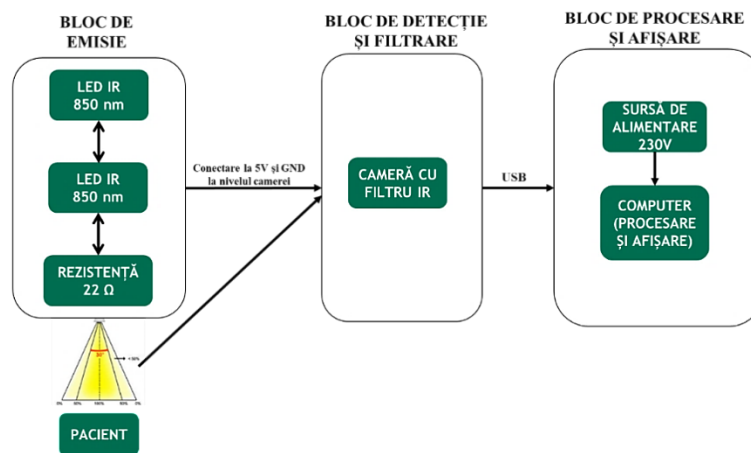 BLOC DE
EMISIE
LED IR
850 nm
LED IR
850 nm
REZISTENȚĂ
22 Ω
PACIENT
Conectare la 5V și GND
la nivelul camerei
BLOC DE DETECȚIE
ȘI FILTRARE
CAMERĂ CU
FILTRU IR
USB
BLOC DE PROCESARE
ȘI AFIȘARE
SURSĂ DE
ALIMENTARE
230V
COMPUTER
(PROCESARE
ȘI AFIȘARE)